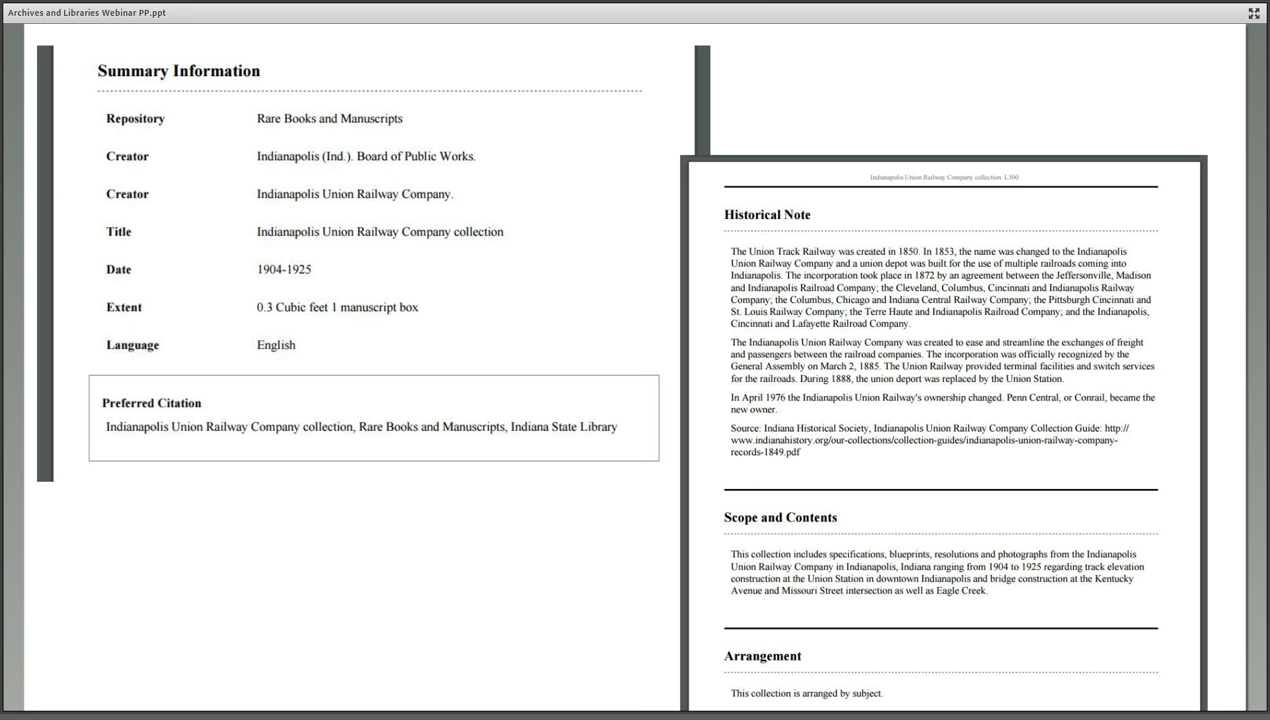 Archives and Libraries Webinar PP.ppt
Summary Information
Repository Rare Books and Manuscripts
Creator Indianapolis (Ind.). Board of Public Works.
Creator Indianapolis Union Railway Company.
Title Indianapolis Union Railway Company collection
Date 1904-1925
Extent 0.3 Cubic feet 1 manuscript box
Language English
Preferred Citation
Indianapolis Union Railway Company collection, Rare Books and Manuscripts, Indiana State Library
Indianapolis Union Railway Company collection L500
Historical Note
The Union Track Railway was created in 1850. In 1853, the name was changed to the Indianapolis
Union Railway Company and a union depot was built for the use of multiple railroads coming into
Indianapolis. The incorporation took place in 1872 by an agreement between the Jeffersonville, Madison
and Indianapolis Railroad Company; the Cleveland, Columbus, Cincinnati and Indianapolis Railway
Company; the Columbus, Chicago and Indiana Central Railway Company; the Pittsburgh Cincinnati and
St. Louis Railway Company; the Terre Haute and Indianapolis Railroad Company; and the Indianapolis,
Cincinnati and Lafayette Railroad Company.
The Indianapolis Union Railway Company was created to ease and streamline the exchanges of freight
and passengers between the railroad companies. The incorporation was officially recognized by the
General Assembly on March 2, 1885. The Union Railway provided terminal facilities and switch services
for the railroads. During 1888, the union deport was replaced by the Union Station.
In April 1976 the Indianapolis Union Railway's ownership changed. Penn Central, or Conrail, became the
new owner.
Source: Indiana Historical Society, Indianapolis Union Railway Company Collection Guide: http://
www.indianahistory.org/our-collections/collection-guides/indianapolis-union-railway-company-
records-1849.pdf
Scope and Contents
This collection includes specifications, blueprints, resolutions and photographs from the Indianapolis
Union Railway Company in Indianapolis, Indiana ranging from 1904 to 1925 regarding track elevation
construction at the Union Station in downtown Indianapolis and bridge construction at the Kentucky
Avenue and Missouri Street intersection as well as Eagle Creek.
Arrangement
This collection is arranged by subject.